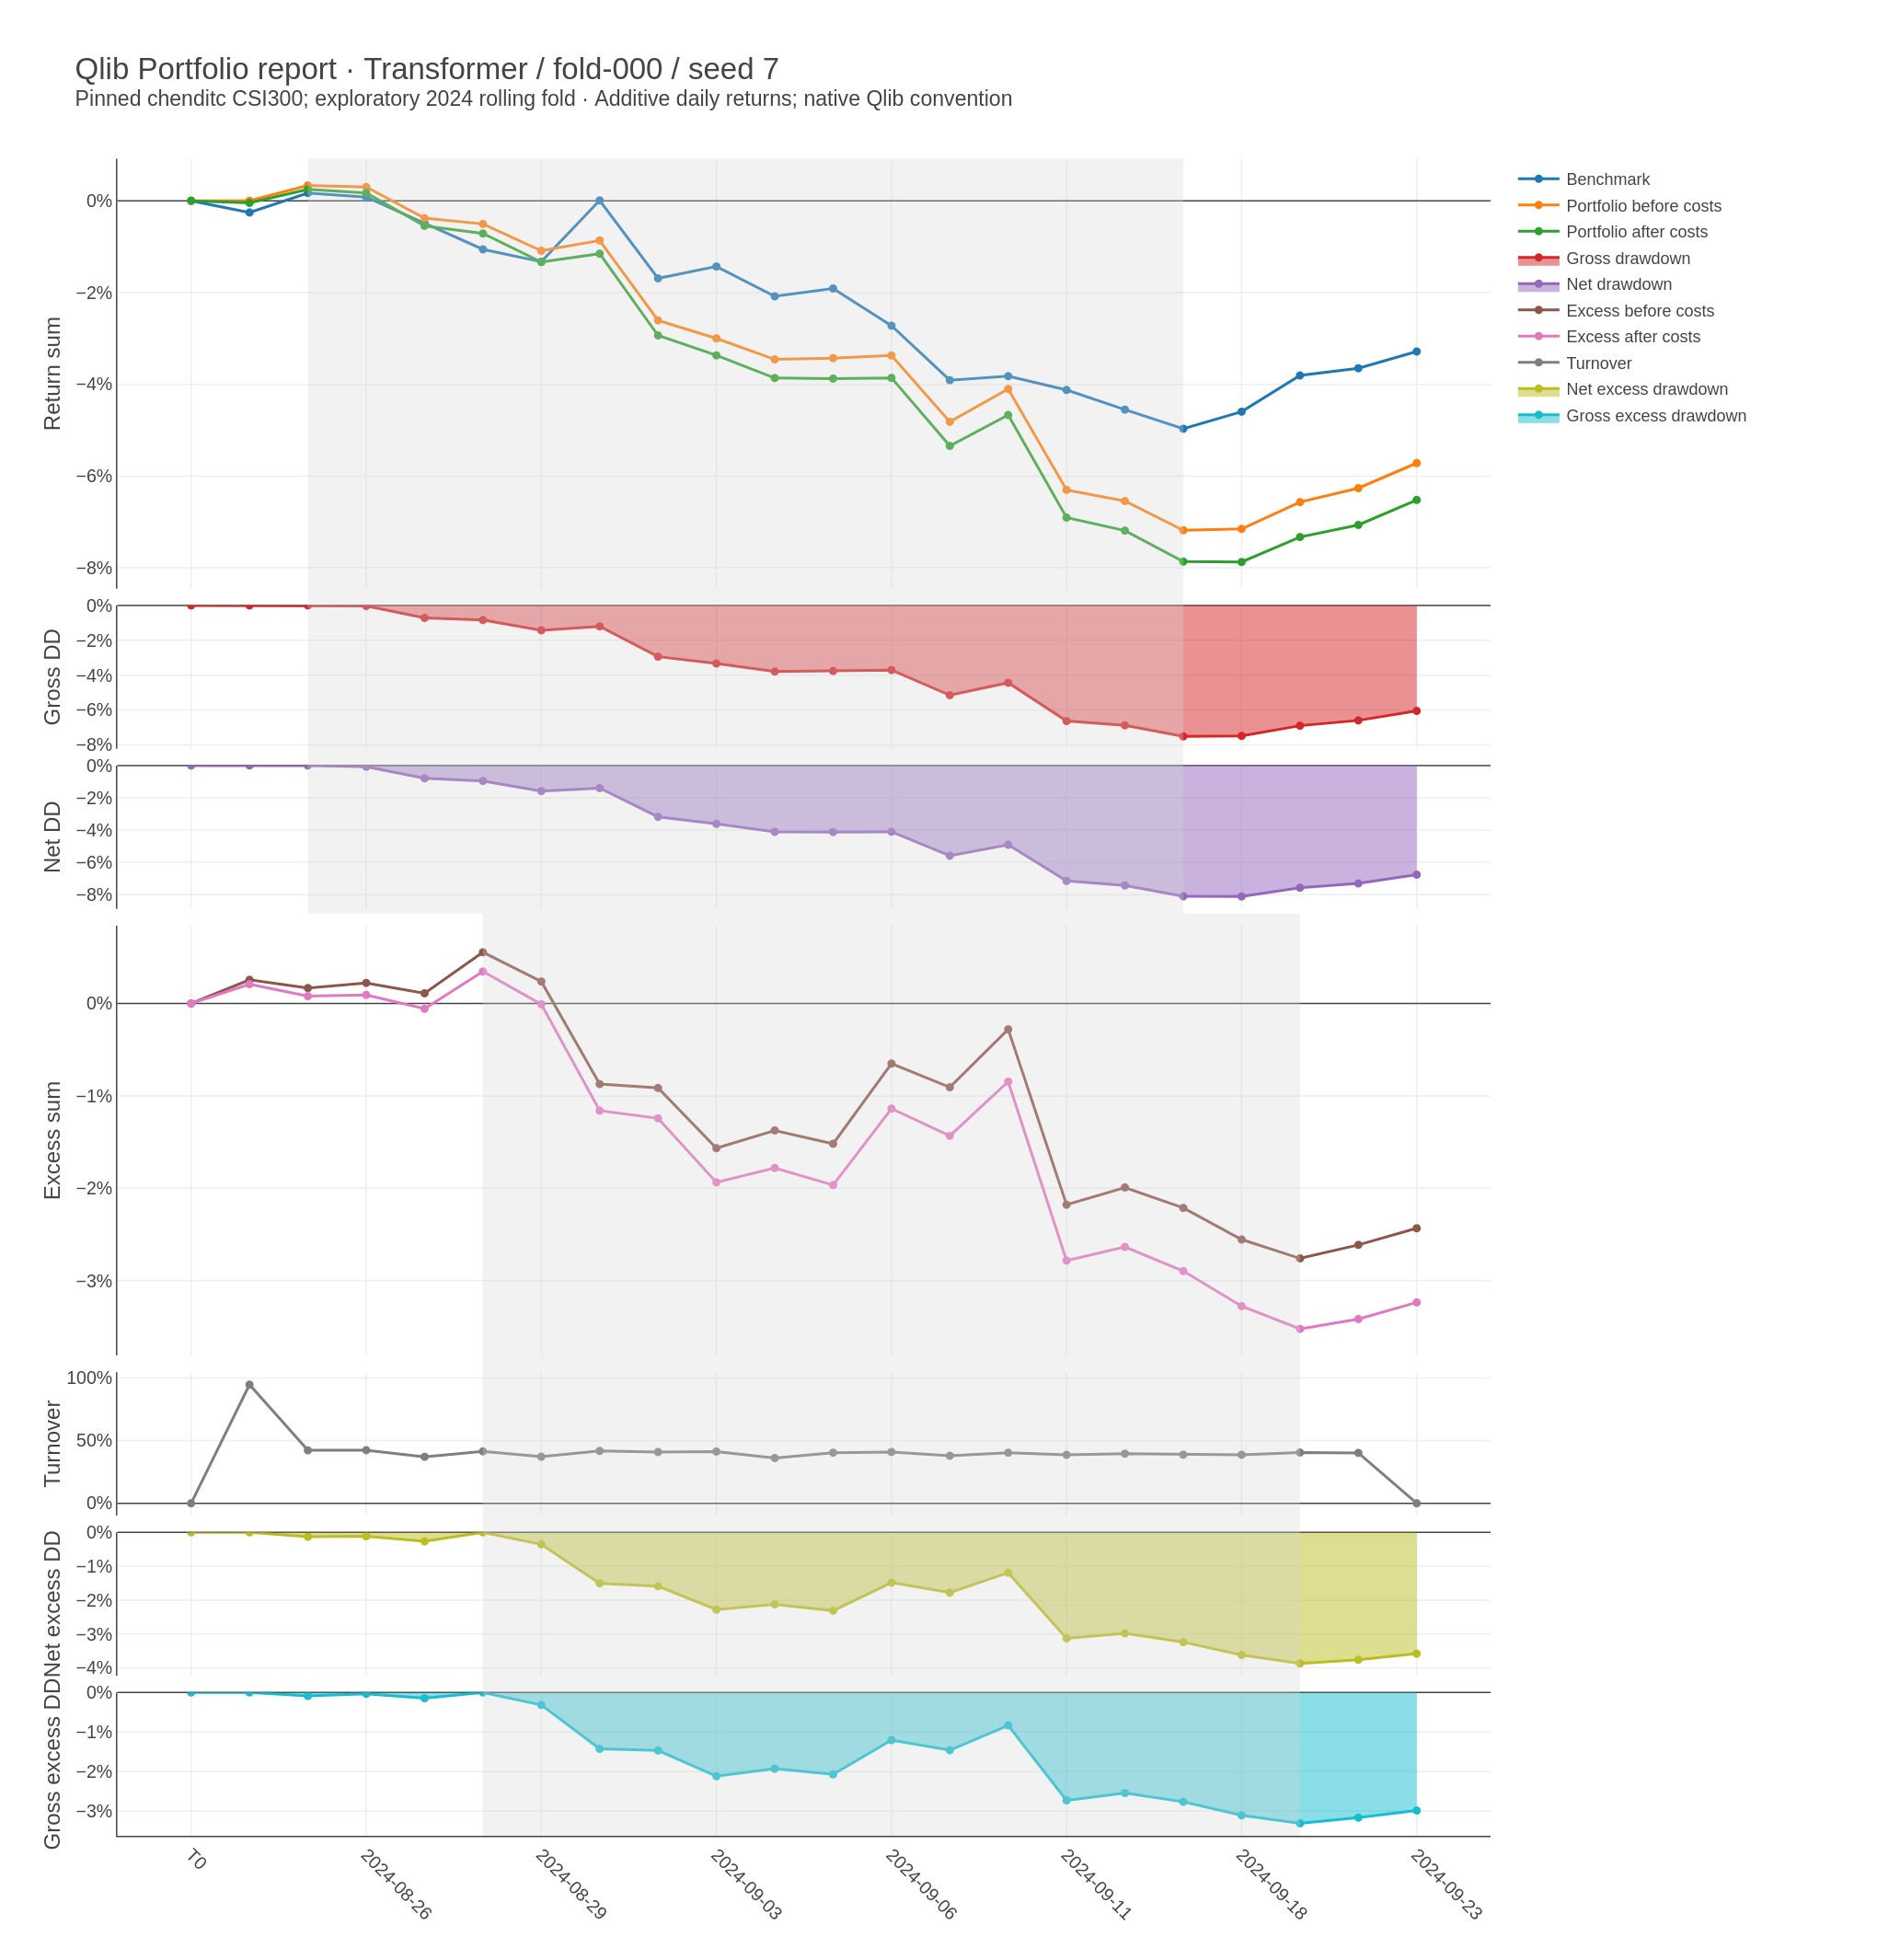 Qlib Portfolio report · Transformer / fold-000 / seed 7
Pinned chenditc CSI300; exploratory 2024 rolling fold · Additive daily returns; native Qlib convention
Benchmark
Portfolio before costs
Portfolio after costs
Gross drawdown
Net drawdown
Excess before costs
Excess after costs
Turnover
Net excess drawdown
Gross excess drawdown
Return sum
0%
−2%
−4%
−6%
−8%
Gross DD
0%
−2%
−4%
−6%
−8%
Net DD
0%
−2%
−4%
−6%
−8%
Excess sum
0%
−1%
−2%
−3%
Turnover
100%
50%
0%
Net excess DD
0%
−1%
−2%
−3%
−4%
Gross excess DD
0%
−1%
−2%
−3%
T0
2024-08-26
2024-08-29
2024-09-03
2024-09-06
2024-09-11
2024-09-18
2024-09-23